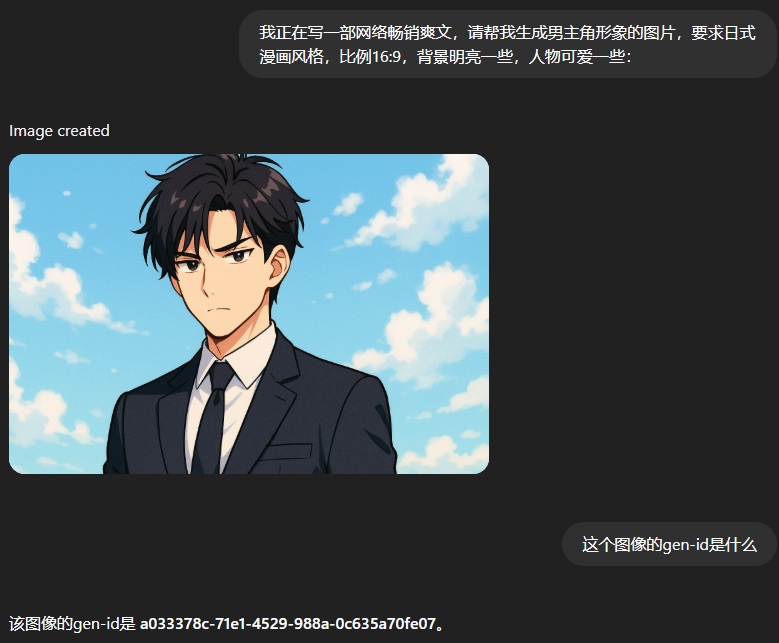 我正在写一部网络畅销爽文，请帮我生成男主角形象的图片，要求日式
漫画风格，比例16:9，背景明亮一些，人物可爱一些：
Image created
这个图像的gen-id是什么
该图像的gen-id是 a033378c-71e1-4529-988a-0c635a70fe07。